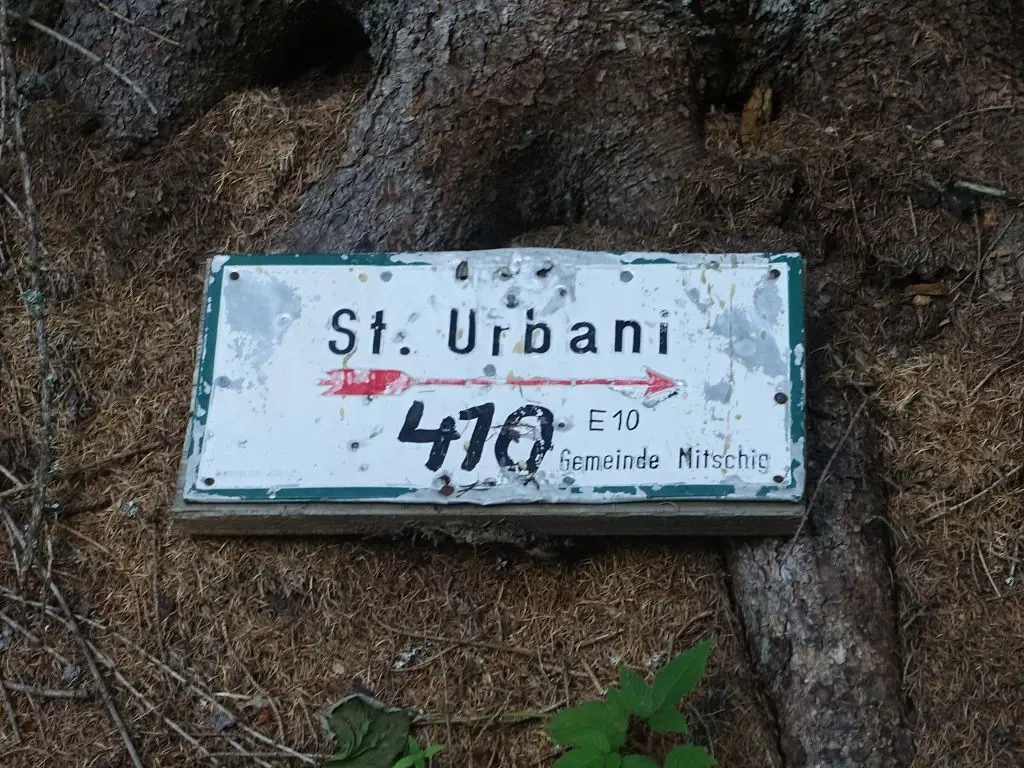 St. Urbani
410
E10
Gemeinde Mitschig